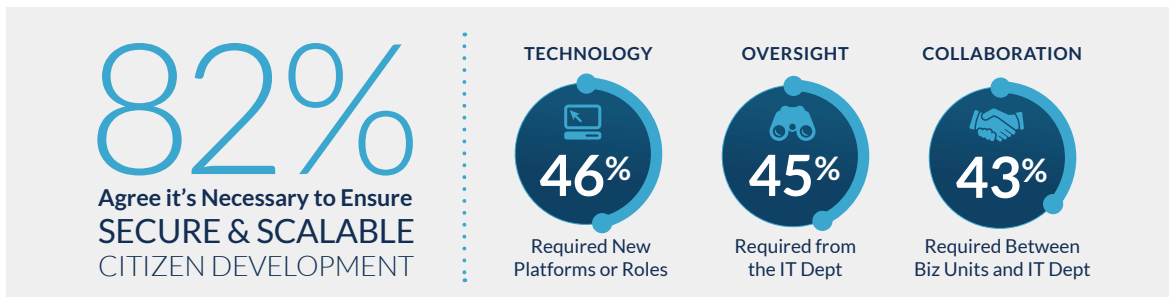 82%
Agree it's Necessary to Ensure
SECURE & SCALABLE
CITIZEN DEVELOPMENT
TECHNOLOGY
46%
Required New
Platforms or Roles
OVERSIGHT
45%
Required from
the IT Dept
COLLABORATION
43%
Required Between
Biz Units and IT Dept